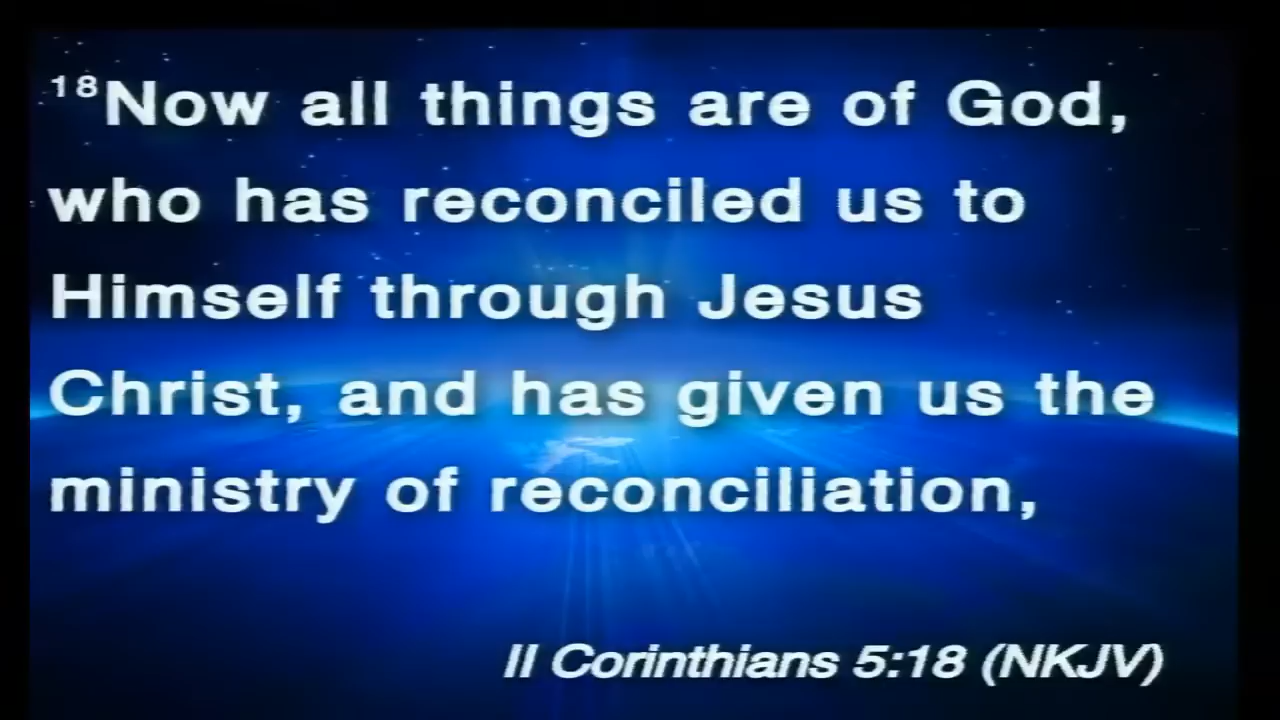 ¹⁸Now all things are of God,
who has reconciled us to
Himself through Jesus
Christ, and has given us the
ministry of reconciliation,
II Corinthians 5:18 (NKJV)